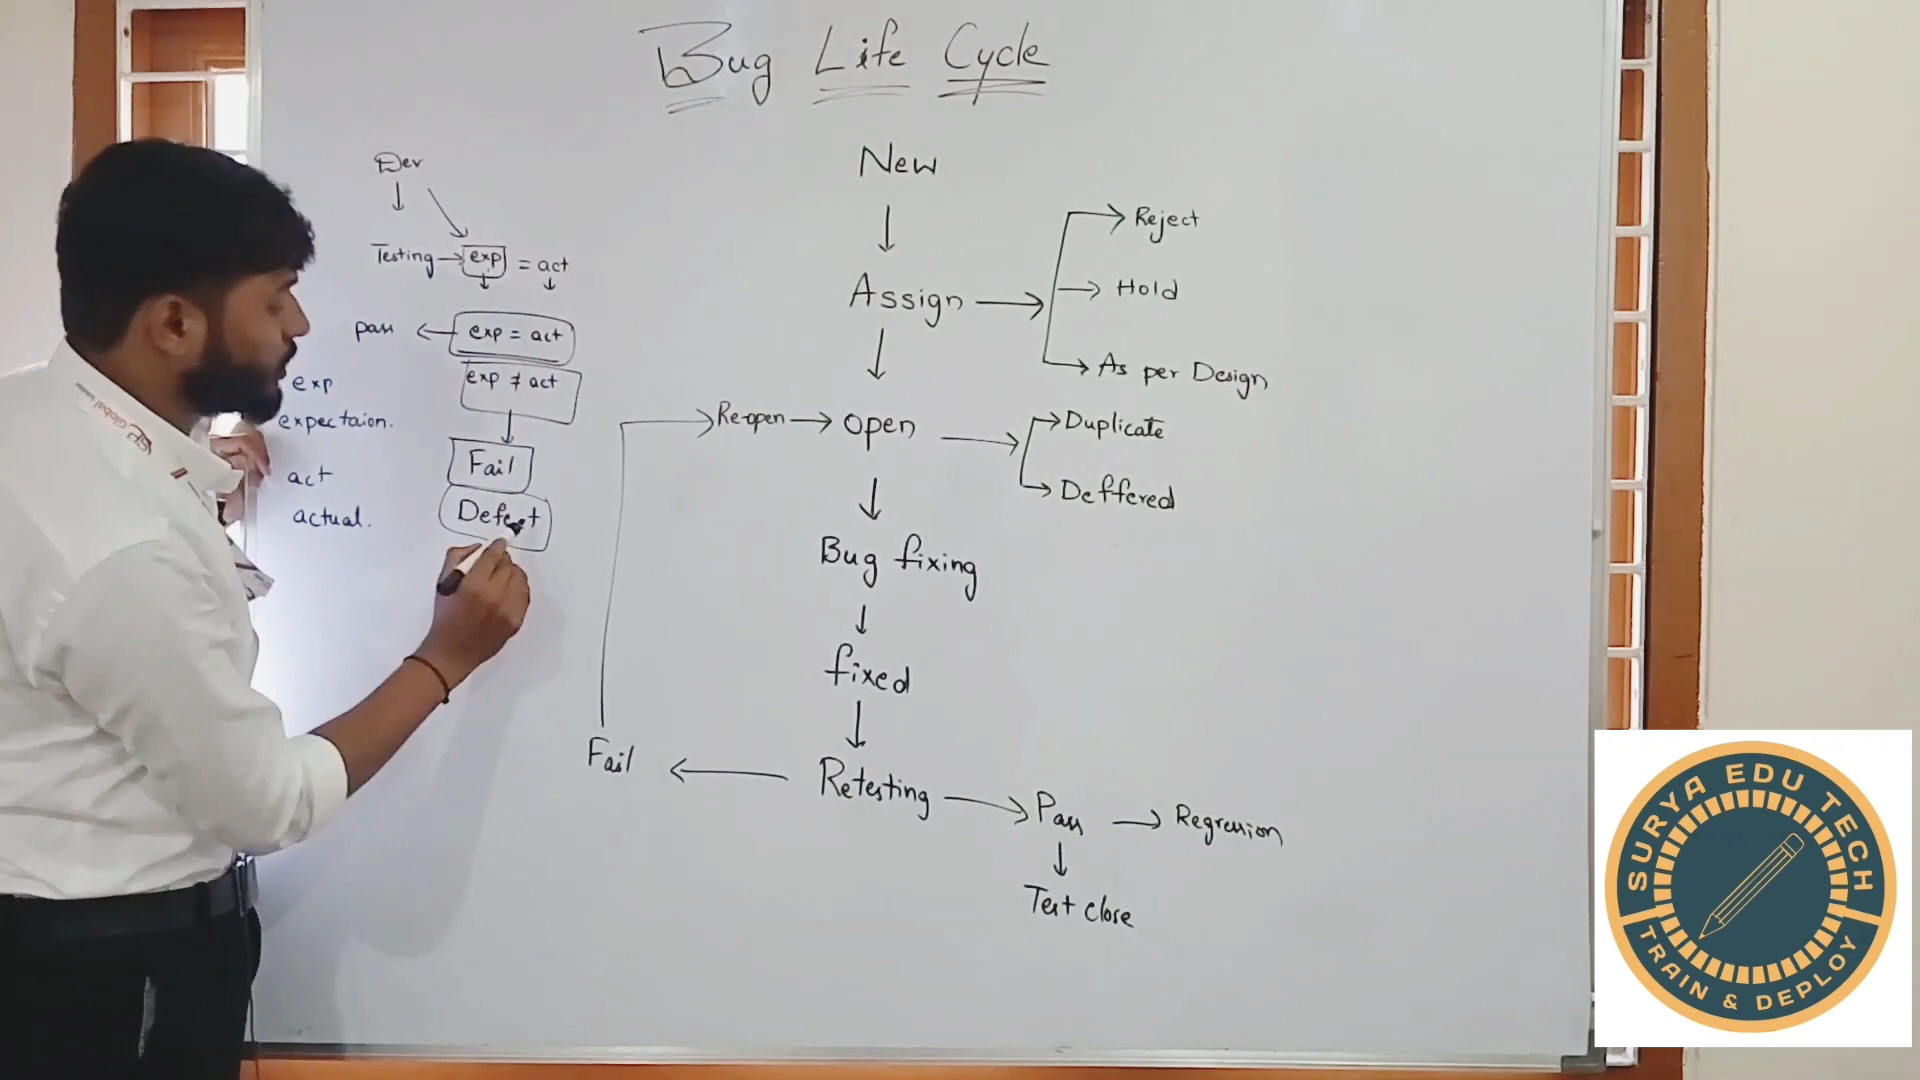 Bug Life Cycle
Dev
Testing → exp = act
pass ← exp = act
exp ≠ act
exp
expectaion.
Fail
act
actual.
Defect
New
Assign →
Reject
Hold
As per Design
Re-open → Open →
Duplicate
Deffered
Bug fixing
fixed
Fail ← Retesting → Pass → Regression
Test close
Global
SURYA EDU TECH
TRAIN & DEPLOY